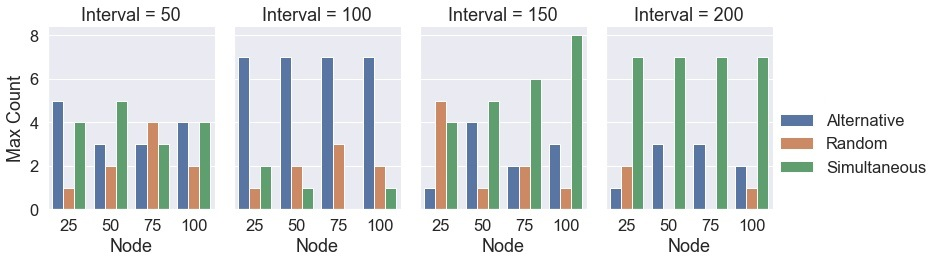 Interval = 50
Interval = 100
Interval = 150
Interval = 200
Max Count
8
6
4
2
0
25 50 75 100
25 50 75 100
25 50 75 100
25 50 75 100
Node
Node
Node
Node
Alternative
Random
Simultaneous